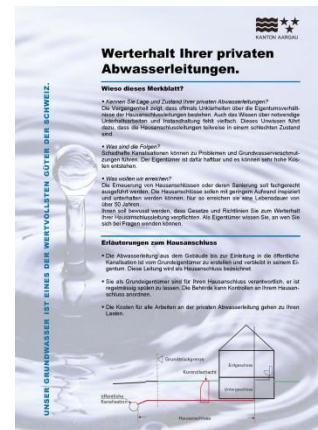 KANTON AARGAU
Werterhalt Ihrer privaten
Abwasserleitungen.
UNSER GRUNDWASSER IST EINES DER WERTVOLLSTEN GÜTER DER SCHWEIZ.
Wieso dieses Merkblatt?
• Kennen Sie Lage und Zustand Ihrer privaten Abwasserleitungen?
Die Vergangenheit zeigt, dass oftmals Unklarheiten über die Eigentumsverhält-
nisse der Hausanschlussleitungen bestehen. Auch das Wissen über notwendige
Unterhaltsarbeiten und Instandhaltung fehlt vielfach. Dieses Unwissen führt
dazu, dass die Hausanschlussleitungen teilweise in einem schlechten Zustand
sind.
• Was sind die Folgen?
Schadhafte Kanalisationen können zu Problemen und Grundwasserverschmut-
zungen führen. Der Eigentümer ist dafür haftbar und es können sehr hohe Kos-
ten entstehen.
• Was wollen wir erreichen?
Die Erneuerung von Hausanschlüssen oder deren Sanierung soll fachgerecht
ausgeführt werden. Die Hausanschlüsse sollen mit geringem Aufwand inspiziert
und unterhalten werden können. Nur so erreichen sie eine Lebensdauer von
über 50 Jahren.
Ihnen soll bewusst werden, dass Gesetze und Richtlinien Sie zum Werterhalt
Ihrer Hausanschlussleitung verpflichten. Als Eigentümer wissen Sie, an wen Sie
sich bei Fragen wenden können.
Erläuterungen zum Hausanschluss
• Die Abwasserleitung aus dem Gebäude bis zur Einleitung in die öffentliche
Kanalisation ist vom Grundeigentümer zu erstellen und verbleibt in seinem Ei-
gentum. Diese Leitung wird als Hausanschluss bezeichnet.
• Sie als Grundeigentümer sind für Ihren Hausanschluss verantwortlich, er ist
regelmässig spülen zu lassen. Die Behörde kann Kontrollen an Ihrem Hausan-
schluss anordnen.
• Die Kosten für alle Arbeiten an der privaten Abwasserleitung gehen zu Ihren
Lasten.
Grundstückgrenze
Kontrollschacht
Erdgeschoss
Untergeschoss
öffentliche
Kanalisation
Hausanschluss